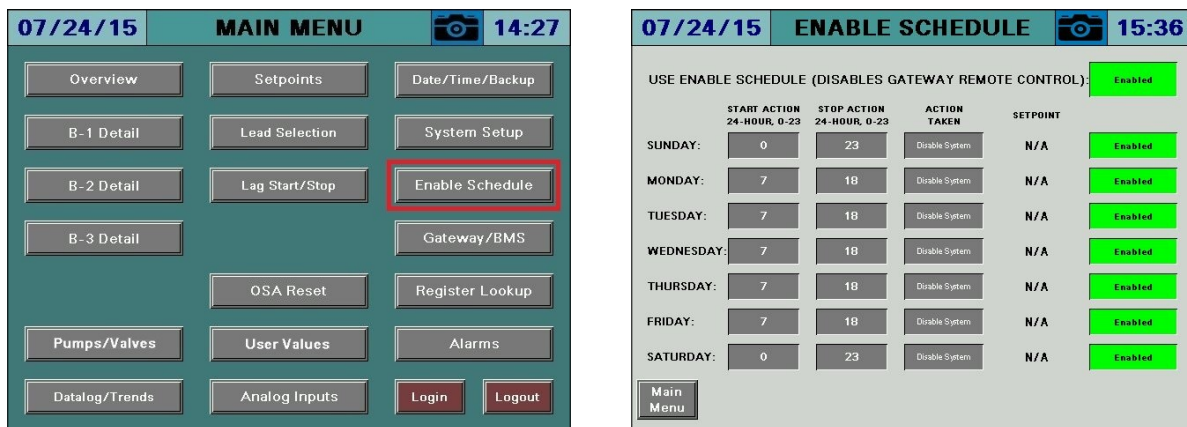 07/24/15 MAIN MENU 14:27
Overview Setpoints Date/Time/Backup
B-1 Detail Lead Selection System Setup
B-2 Detail Lag Start/Stop Enable Schedule
B-3 Detail Gateway/BMS
OSA Reset Register Lookup
Pumps/Valves User Values Alarms
Datalog/Trends Analog Inputs Login Logout
07/24/15 ENABLE SCHEDULE 15:36
USE ENABLE SCHEDULE (DISABLES GATEWAY REMOTE CONTROL): Enabled
START ACTION STOP ACTION ACTION SETPOINT
24-HOUR, 0-23 24-HOUR, 0-23 TAKEN
SUNDAY: 0 23 Disable System N/A Enabled
MONDAY: 7 18 Disable System N/A Enabled
TUESDAY: 7 18 Disable System N/A Enabled
WEDNESDAY: 7 18 Disable System N/A Enabled
THURSDAY: 7 18 Disable System N/A Enabled
FRIDAY: 7 18 Disable System N/A Enabled
SATURDAY: 0 23 Disable System N/A Enabled
Main
Menu